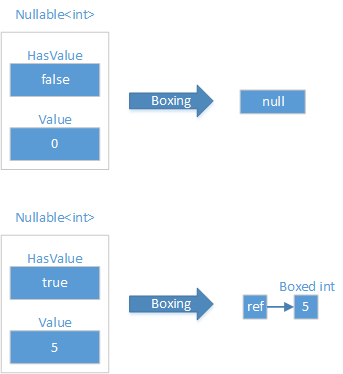 Nullable<int>
HasValue
false
Boxing
null
Value
0
Nullable<int>
HasValue
true
Boxing
Boxed int
ref
5
Value
5